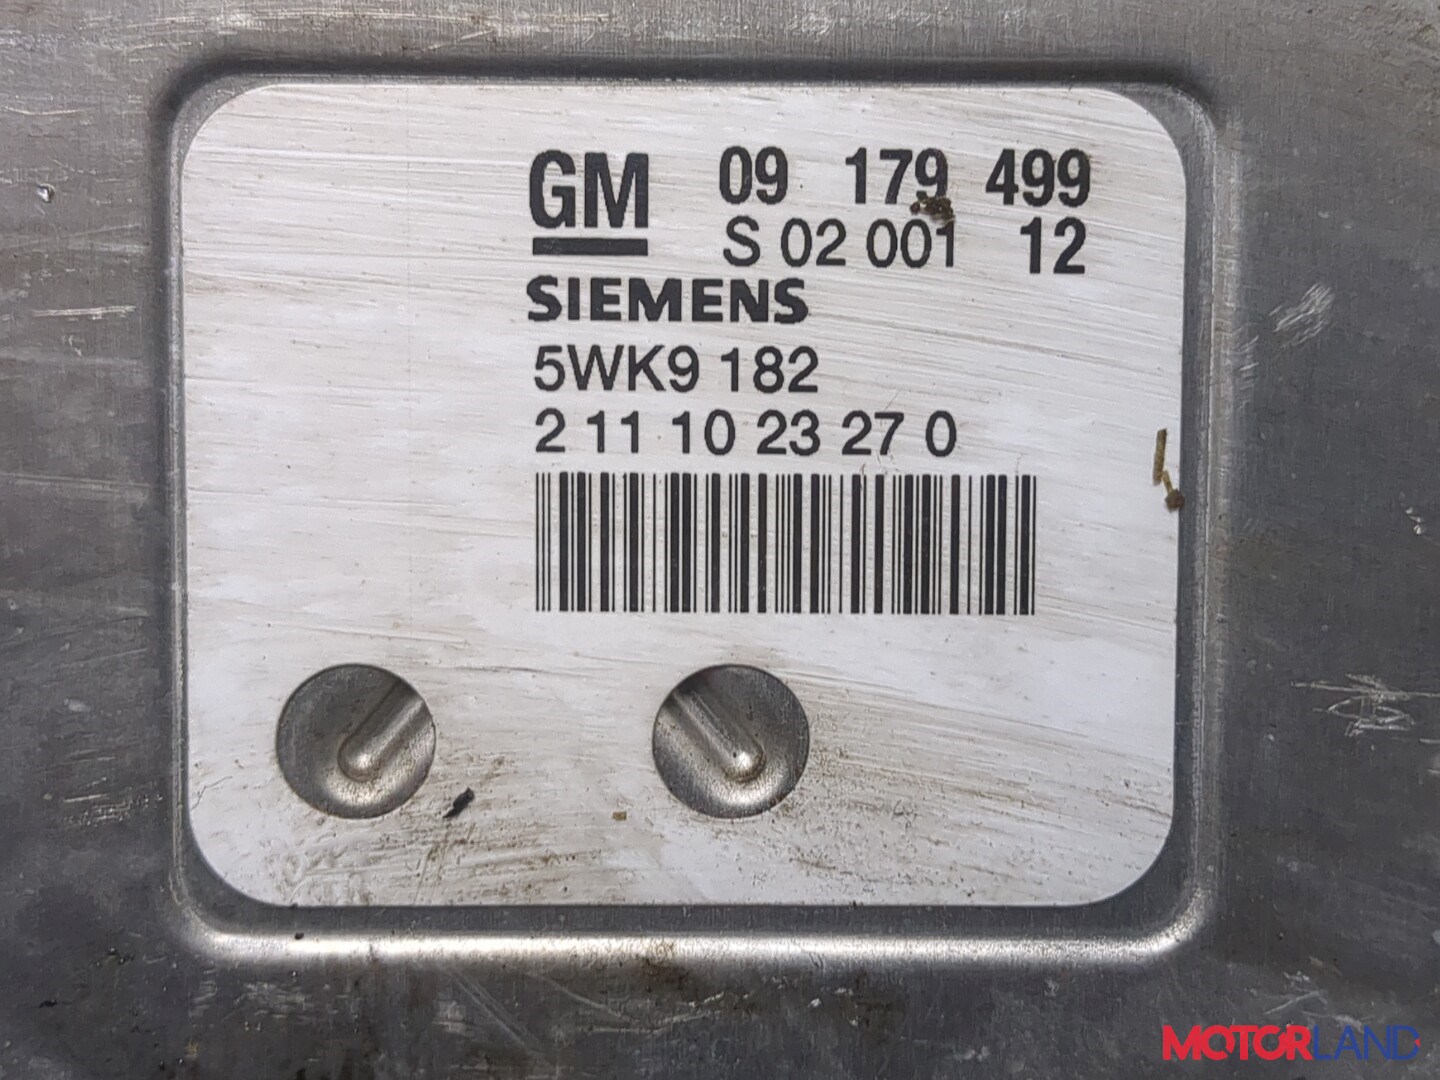 GM 09 179 499
S 02 001 12
SIEMENS
5WK9 182
2 11 10 23 27 0
MOTORLAND